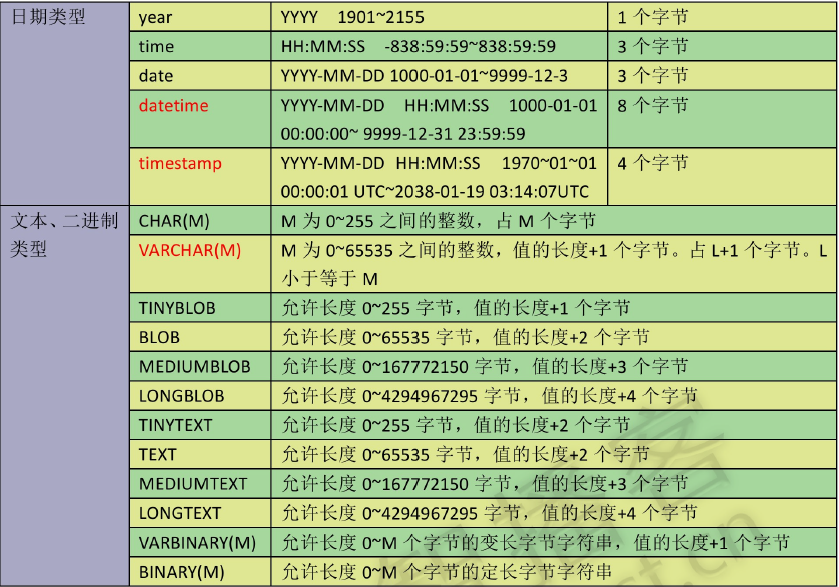 日期类型 year YYYY 1901~2155 1 个字节
time HH:MM:SS -838:59:59~838:59:59 3 个字节
date YYYY-MM-DD 1000-01-01~9999-12-3 3 个字节
datetime YYYY-MM-DD HH:MM:SS 1000-01-01 8 个字节
00:00:00~ 9999-12-31 23:59:59
timestamp YYYY-MM-DD HH:MM:SS 1970~01~01 4 个字节
00:00:01 UTC~2038-01-19 03:14:07UTC
文本、二进制 CHAR(M) M 为 0~255 之间的整数，占 M 个字节
类型 VARCHAR(M) M 为 0~65535 之间的整数，值的长度+1 个字节。占 L+1 个字节。L
小于等于 M
TINYBLOB 允许长度 0~255 字节，值的长度+1 个字节
BLOB 允许长度 0~65535 字节，值的长度+2 个字节
MEDIUMBLOB 允许长度 0~167772150 字节，值的长度+3 个字节
LONGBLOB 允许长度 0~4294967295 字节，值的长度+4 个字节
TINYTEXT 允许长度 0~255 字节，值的长度+2 个字节
TEXT 允许长度 0~65535 字节，值的长度+2 个字节
MEDIUMTEXT 允许长度 0~167772150 字节，值的长度+3 个字节
LONGTEXT 允许长度 0~4294967295 字节，值的长度+4 个字节
VARBINARY(M) 允许长度 0~M 个字节的变长字节字符串，值的长度+1 个字节
BINARY(M) 允许长度 0~M 个字节的定长字节字符串